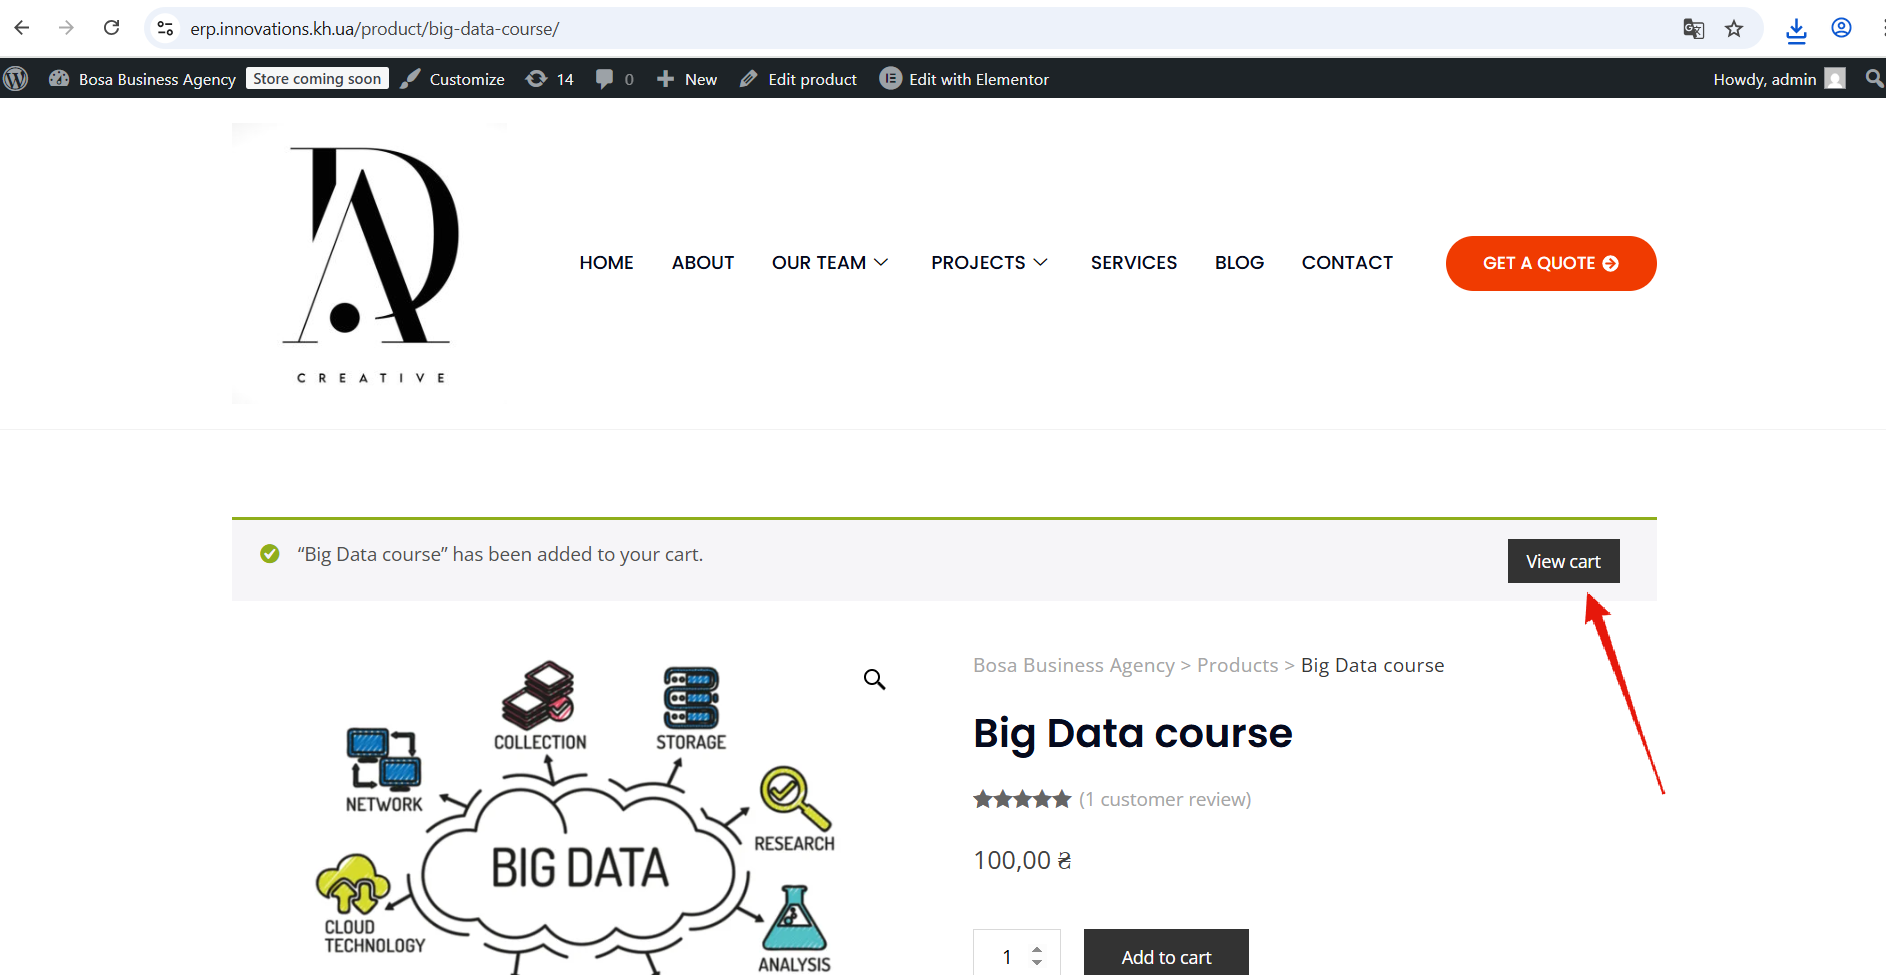 erp.innovations.kh.ua/product/big-data-course/
Bosa Business Agency Store coming soon Customize 14 0 New Edit product Edit with Elementor Howdy, admin
CREATIVE
HOME ABOUT OUR TEAM PROJECTS SERVICES BLOG CONTACT GET A QUOTE
“Big Data course” has been added to your cart. View cart
Bosa Business Agency > Products > Big Data course
Big Data course
(1 customer review)
100,00 ₴
1 Add to cart
COLLECTION
STORAGE
NETWORK
RESEARCH
BIG DATA
CLOUD
TECHNOLOGY
ANALYSIS